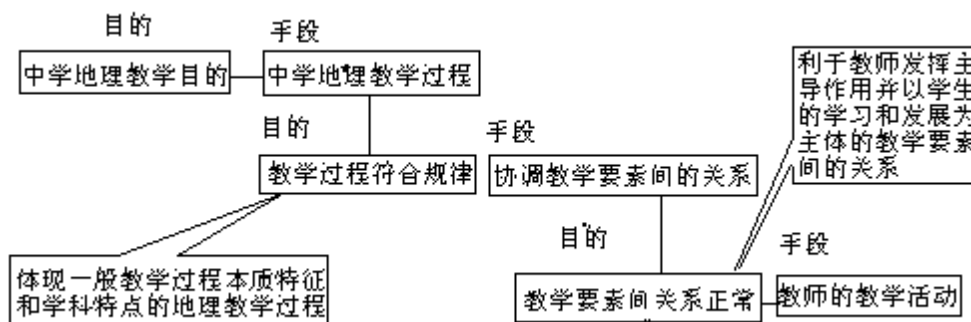 目的
手段
中学地理教学目的
中学地理教学过程
利于教师发挥主
导作用并以学生
的学习和发展为
主体的教学要素
间的关系
目的
手段
教学过程符合规律
协调教学要素间的关系
目的
手段
体现一般教学过程本质特征
和学科特点的地理教学过程
教学要素间关系正常
教师的教学活动